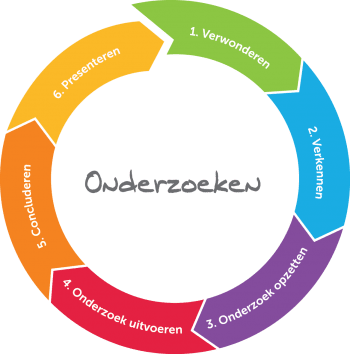 1. Verwonderen
2. Verkennen
3. Onderzoek opzetten
4. Onderzoek uitvoeren
5. Concluderen
6. Presenteren
Onderzoeken